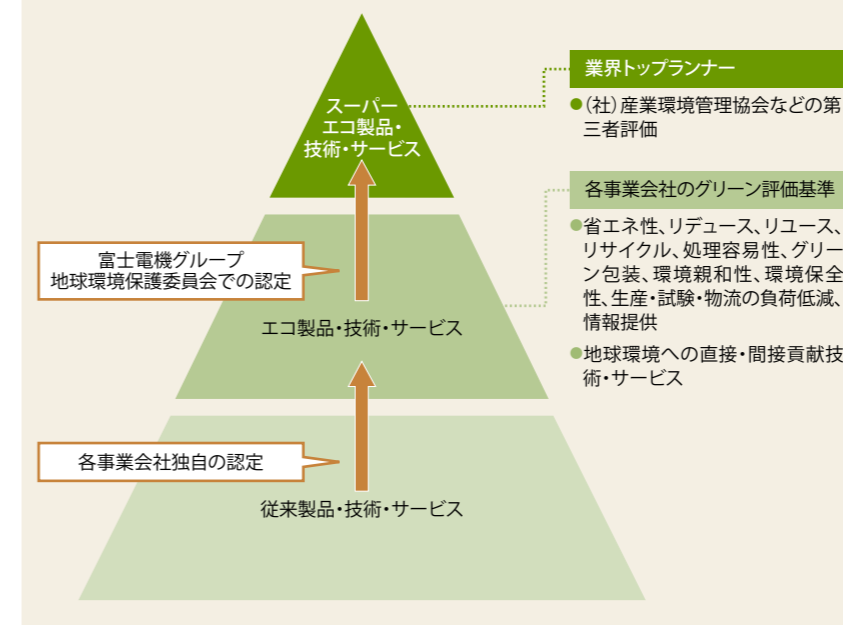 スーパー
エコ製品・
技術・サービス
業界トップランナー
●(社)産業環境管理協会などの第
三者評価
各事業会社のグリーン評価基準
●省エネ性、リデュース、リユース、
リサイクル、処理容易性、グリー
ン包装、環境親和性、環境保全
性、生産・試験・物流の負荷低減、
情報提供
●地球環境への直接・間接貢献技
術・サービス
富士電機グループ
地球環境保護委員会での認定
エコ製品・技術・サービス
各事業会社独自の認定
従来製品・技術・サービス